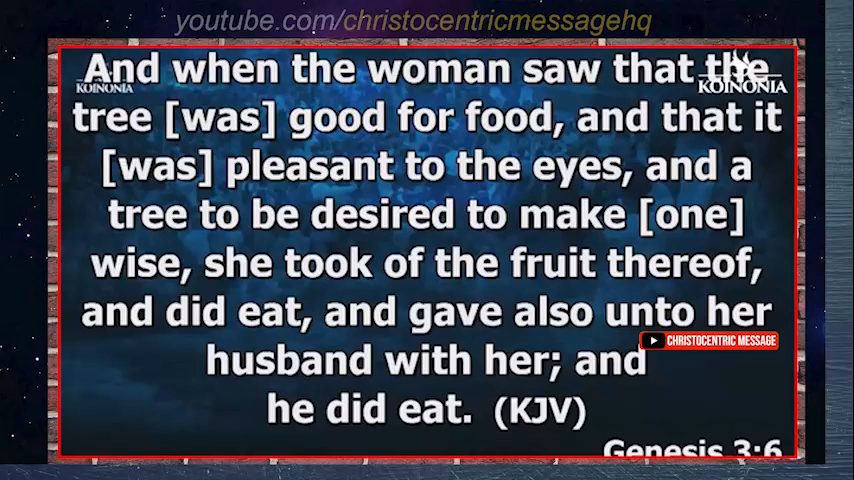 youtube.com/christocentricmessagehq
And when the woman saw that the
KOINONIA
KOINONIA
tree [was] good for food, and that it
[was] pleasant to the eyes, and a
tree to be desired to make [one]
wise, she took of the fruit thereof,
and did eat, and gave also unto her
CHRISTOCENTRIC MESSAGE
husband with her; and
he did eat. (KJV)
Genesis 3:6